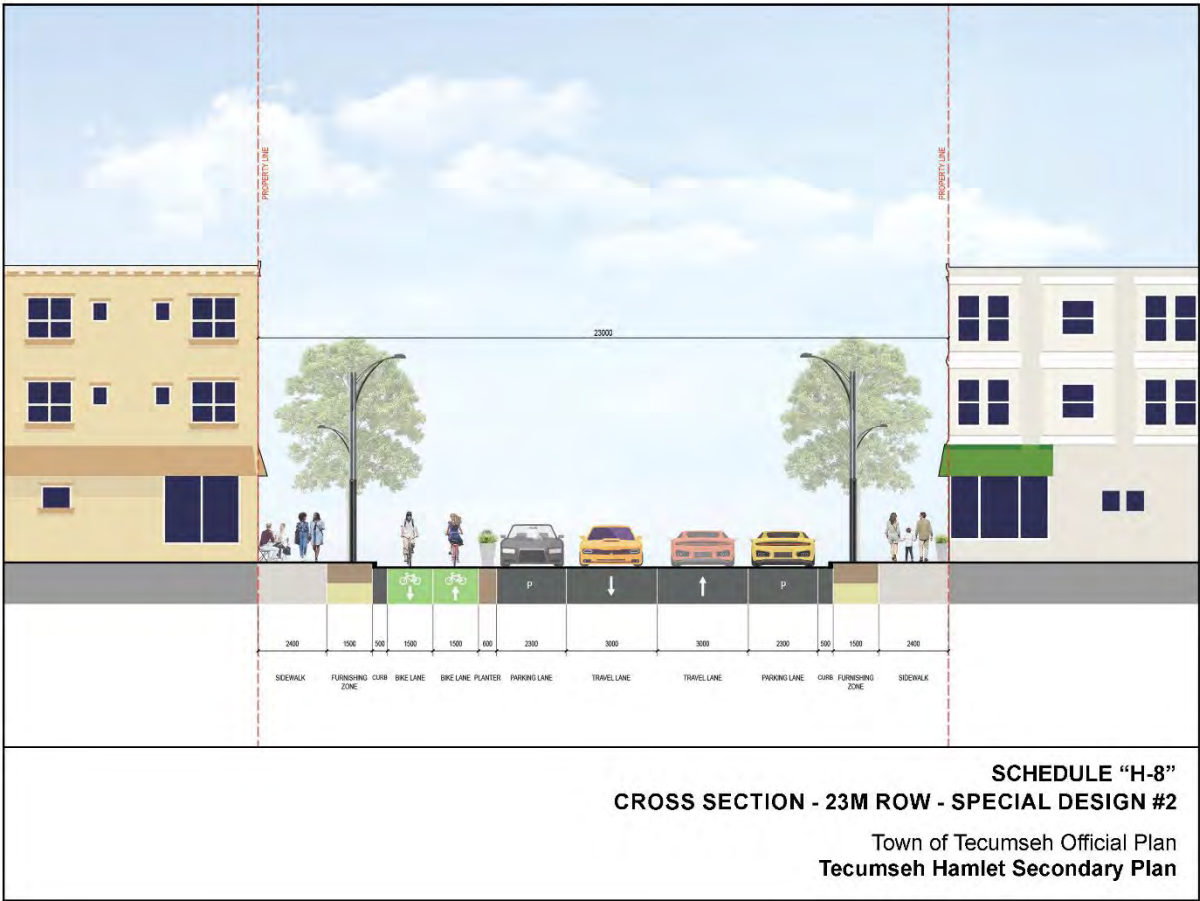 PROPERTY LINE
PROPERTY LINE
23000
P
P
2400 1500 500 1500 1500 600 2300 3000 3000 2300 500 1500 2400
SIDEWALK FURNISHING CURB BIKE LANE BIKE LANE PLANTER PARKING LANE TRAVEL LANE TRAVEL LANE PARKING LANE CURB FURNISHING SIDEWALK
ZONE ZONE
SCHEDULE “H-8”
CROSS SECTION - 23M ROW - SPECIAL DESIGN #2
Town of Tecumseh Official Plan
Tecumseh Hamlet Secondary Plan